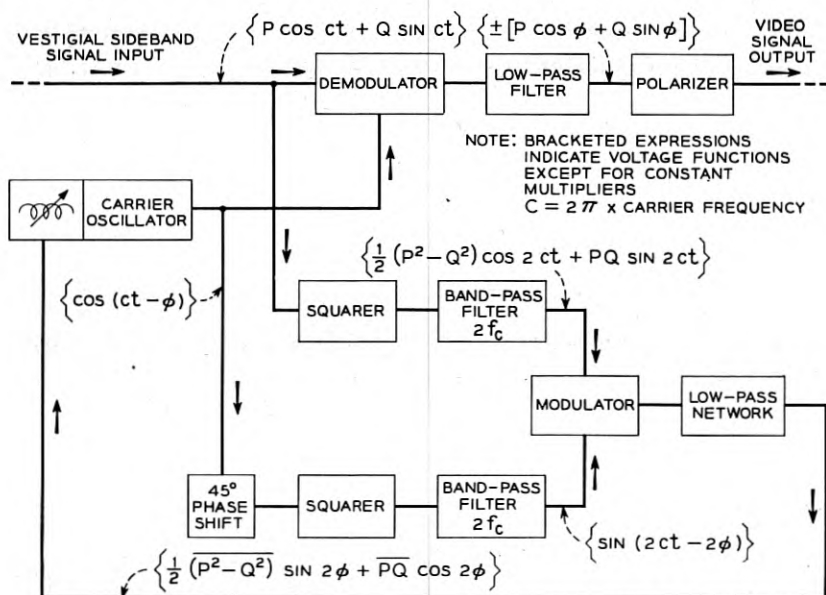 VESTIGIAL SIDEBAND
SIGNAL INPUT
{P cos ct + Q sin ct}
{± [P cos φ + Q sin φ]}
VIDEO
SIGNAL
OUTPUT
DEMODULATOR
LOW-PASS
FILTER
POLARIZER
NOTE: BRACKETED EXPRESSIONS
INDICATE VOLTAGE FUNCTIONS
EXCEPT FOR CONSTANT
MULTIPLIERS
C = 2π x CARRIER FREQUENCY
CARRIER
OSCILLATOR
{cos (ct - φ)}
{½ (P² - Q²) cos 2 ct + PQ sin 2 ct}
SQUARER
BAND-PASS
FILTER
2fc
MODULATOR
LOW-PASS
NETWORK
45°
PHASE
SHIFT
SQUARER
BAND-PASS
FILTER
2fc
{sin (2ct - 2φ)}
{½ (P² - Q²) sin 2φ + PQ cos 2φ}